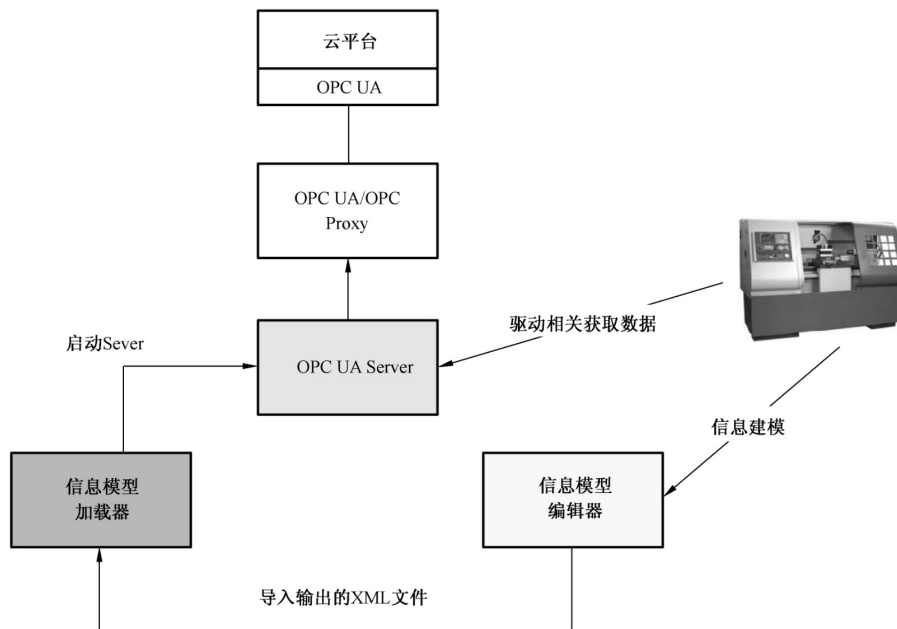 云平台
OPC UA
OPC UA/OPC
Proxy
驱动相关获取数据
启动Sever
OPC UA Server
信息建模
信息模型
加载器
信息模型
编辑器
导入输出的XML文件